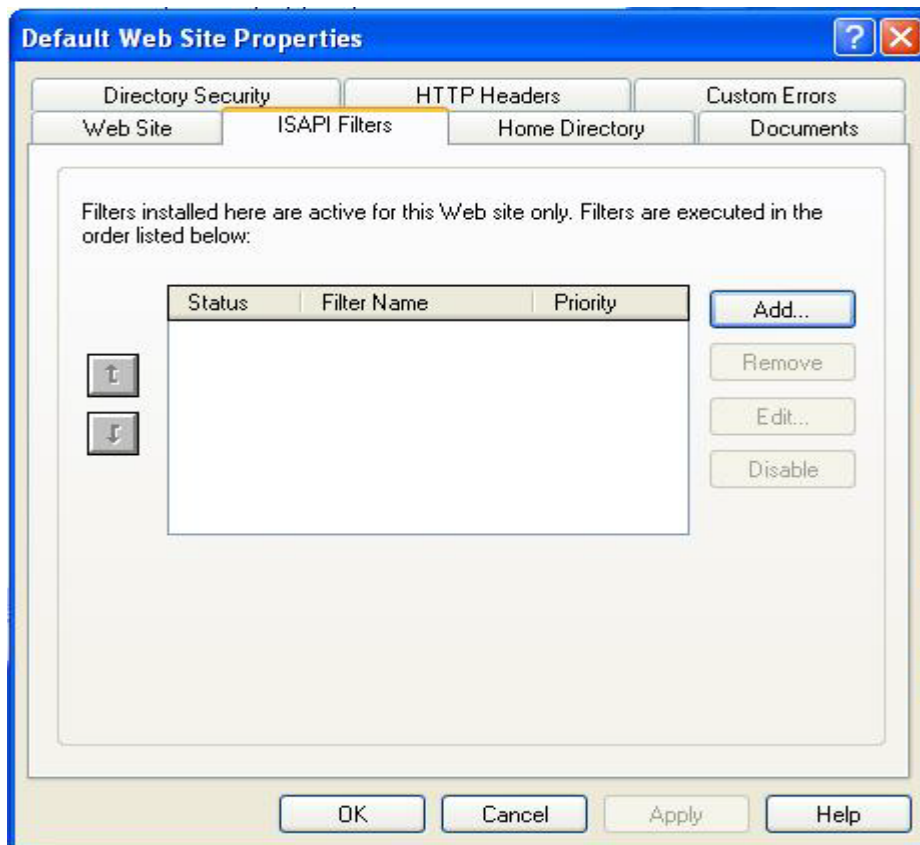 Default Web Site Properties
Directory Security
HTTP Headers
Custom Errors
Web Site
ISAPI Filters
Home Directory
Documents
Filters installed here are active for this Web site only. Filters are executed in the
order listed below:
Status
Filter Name
Priority
Add...
Remove
Edit...
Disable
OK
Cancel
Apply
Help